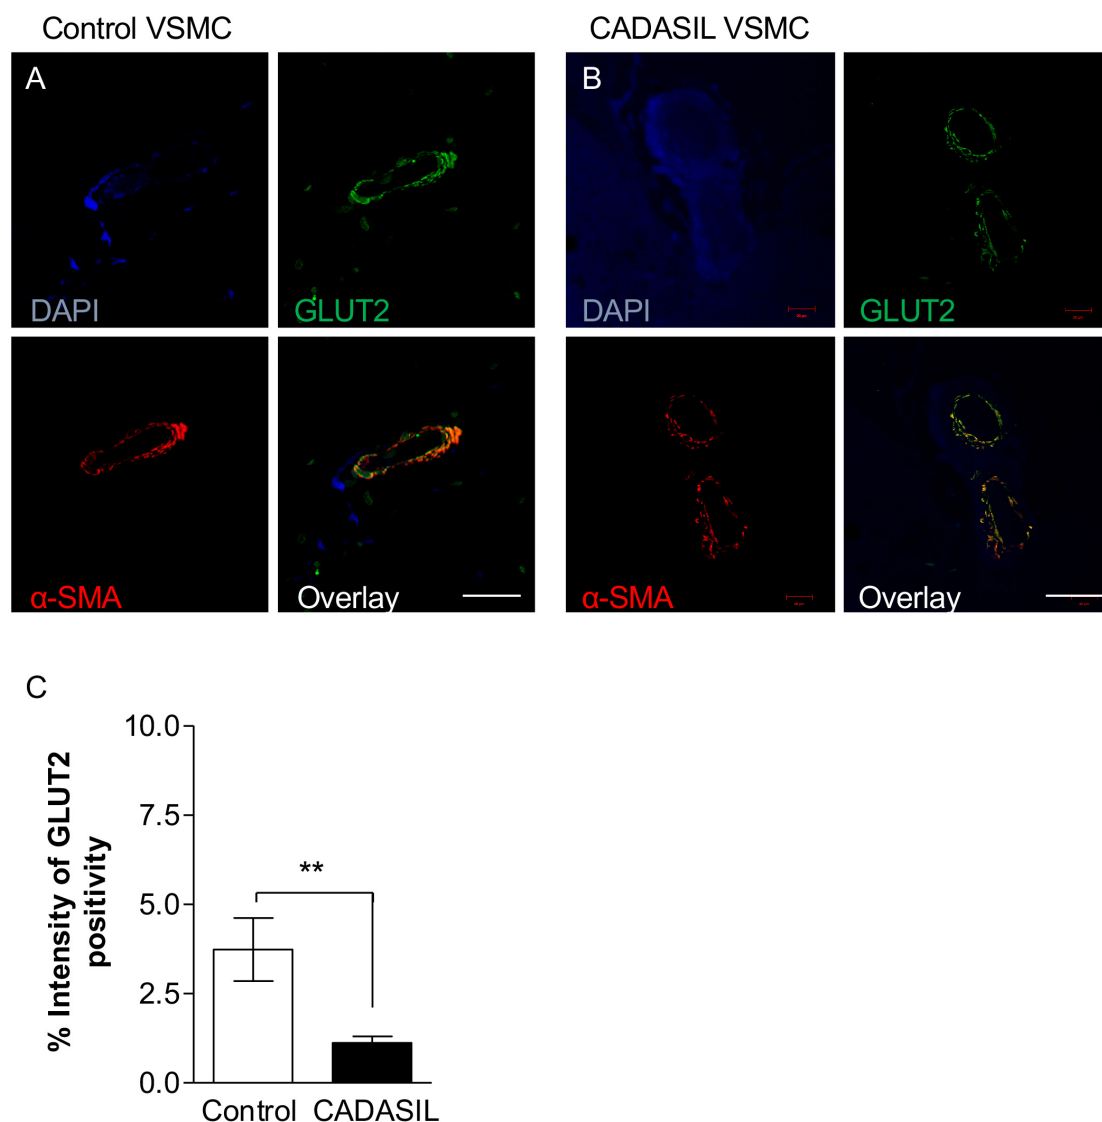 Control VSMC
CADASIL VSMC
A
B
DAPI
GLUT2
DAPI
GLUT2
α-SMA
Overlay
α-SMA
Overlay
C
% Intensity of GLUT2
positivity
10.0
7.5
5.0
2.5
0.0
**
Control
CADASIL